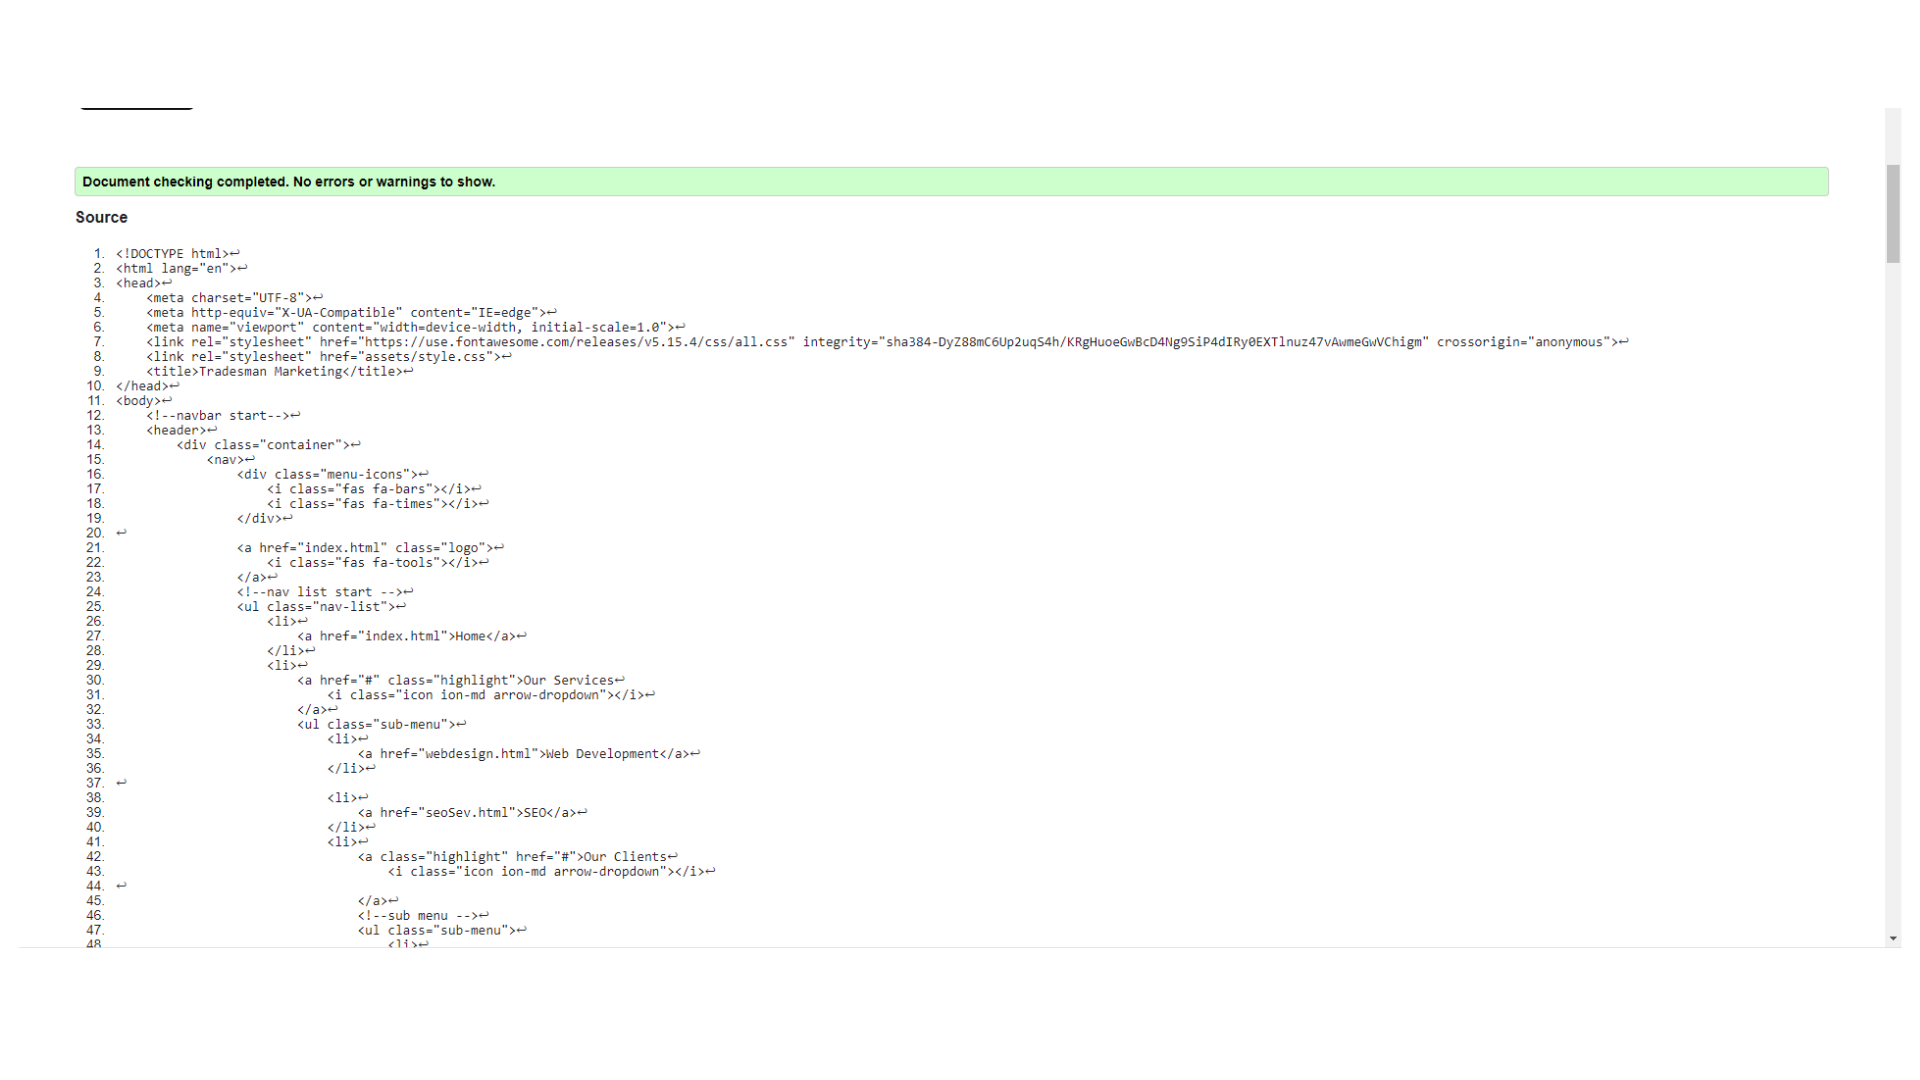 Document checking completed. No errors or warnings to show.
Source
1. <!DOCTYPE html>↩
2. <html lang="en">↩
3. <head>↩
4.     <meta charset="UTF-8">↩
5.     <meta http-equiv="X-UA-Compatible" content="IE=edge">↩
6.     <meta name="viewport" content="width=device-width, initial-scale=1.0">↩
7.     <link rel="stylesheet" href="https://use.fontawesome.com/releases/v5.15.4/css/all.css" integrity="sha384-DyZ88mC6Up2uqS4h/KRgHuoeGwBcD4Ng9SiP4dIRy0EXTlnuz47vAwmeGwVChigm" crossorigin="anonymous">↩
8.     <link rel="stylesheet" href="assets/style.css">↩
9.     <title>Tradesman Marketing</title>↩
10. </head>↩
11. <body>↩
12.     <!--navbar start-->↩
13.     <header>↩
14.         <div class="container">↩
15.             <nav>↩
16.                 <div class="menu-icons">↩
17.                     <i class="fas fa-bars"></i>↩
18.                     <i class="fas fa-times"></i>↩
19.                 </div>↩
20. ↩
21.                 <a href="index.html" class="logo">↩
22.                     <i class="fas fa-tools"></i>↩
23.                 </a>↩
24.                 <!--nav list start -->↩
25.                 <ul class="nav-list">↩
26.                     <li>↩
27.                         <a href="index.html">Home</a>↩
28.                     </li>↩
29.                     <li>↩
30.                         <a href="#" class="highlight">Our Services↩
31.                             <i class="icon ion-md arrow-dropdown"></i>↩
32.                         </a>↩
33.                         <ul class="sub-menu">↩
34.                             <li>↩
35.                                 <a href="webdesign.html">Web Development</a>↩
36.                             </li>↩
37. ↩
38.                             <li>↩
39.                                 <a href="seoSev.html">SEO</a>↩
40.                             </li>↩
41.                             <li>↩
42.                                 <a class="highlight" href="#">Our Clients↩
43.                                     <i class="icon ion-md arrow-dropdown"></i>↩
44. ↩
45.                                 </a>↩
46.                                 <!--sub menu -->↩
47.                                 <ul class="sub-menu">↩
48.                                     <li>↩